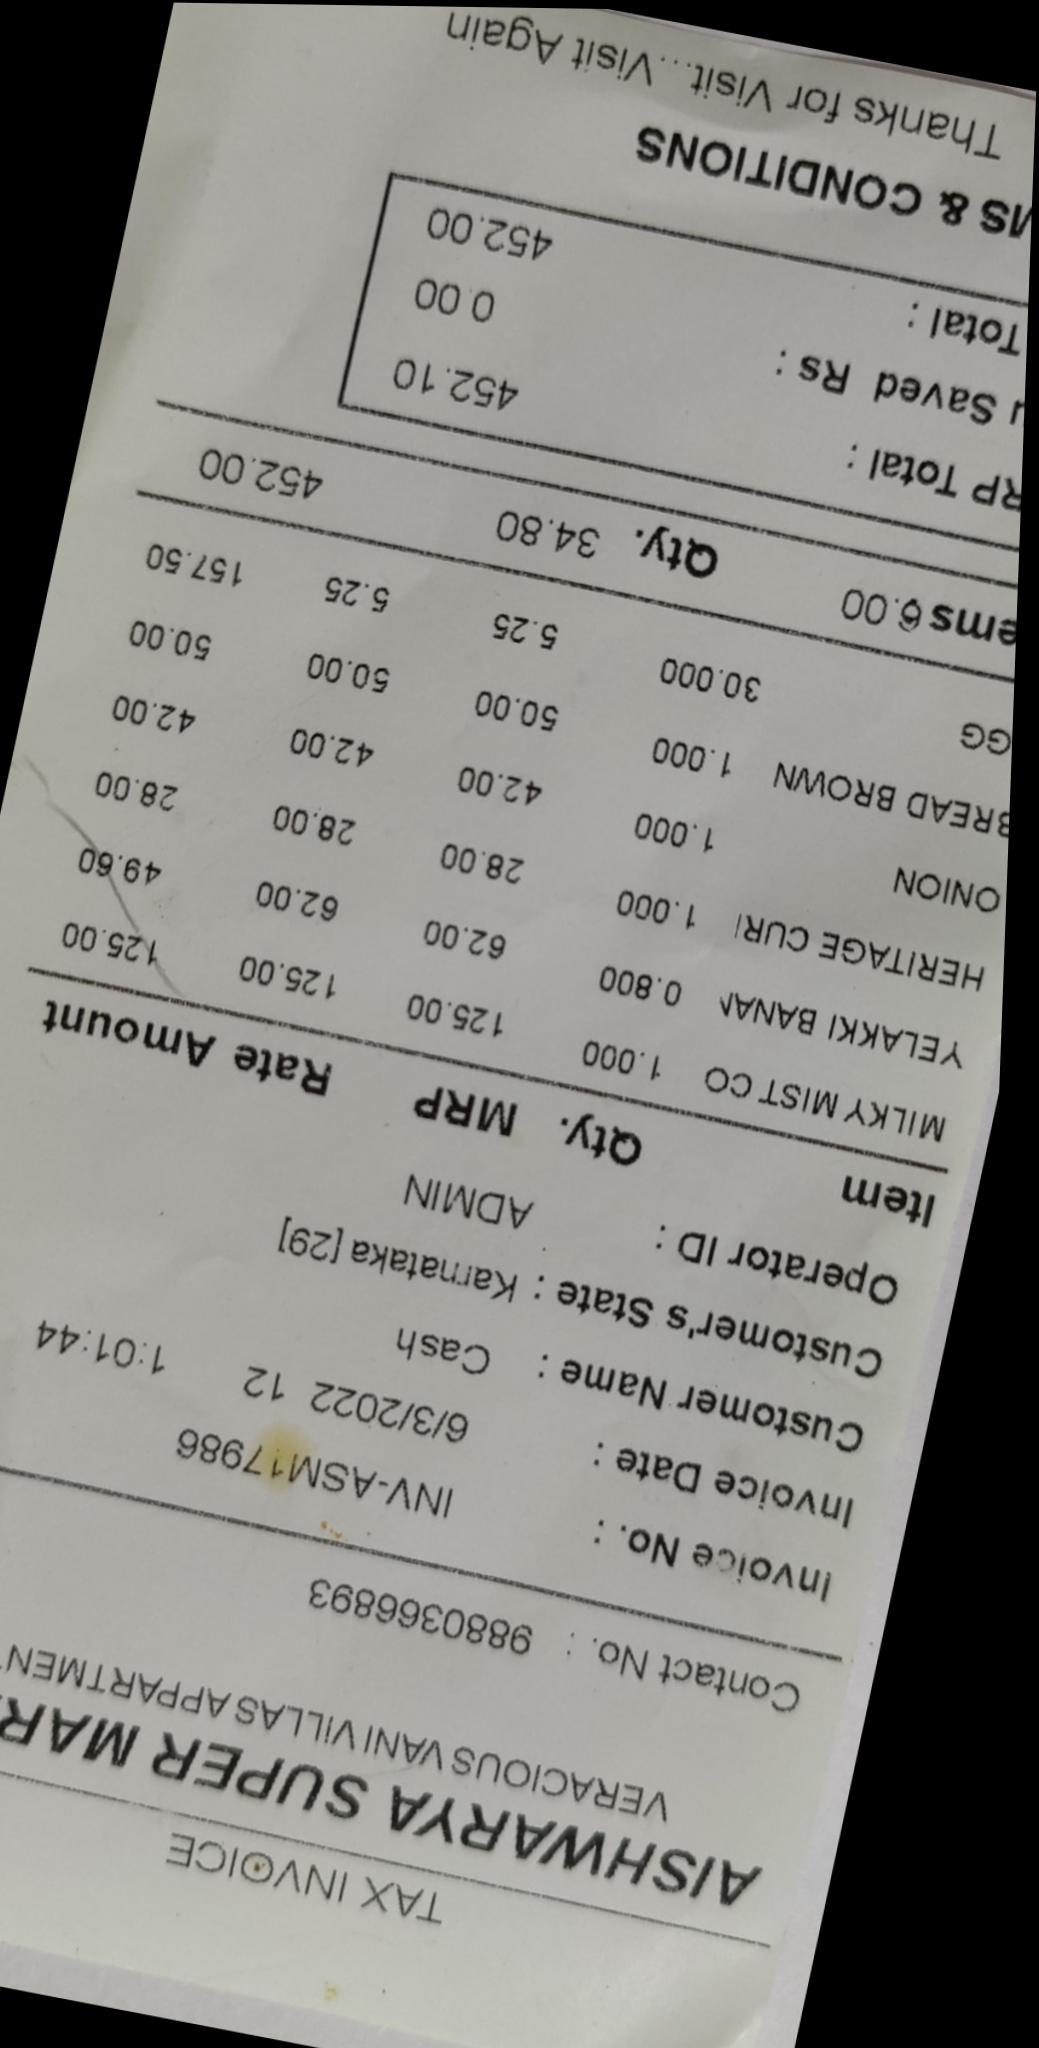 TAX INVOICE
AISHWARYA SUPER MAR
VERACIOUS VANI VILLAS APPARTMENT
Contact No. : 9880366893
Invoice No. : INV-ASM17986
Invoice Date : 6/3/2022 12 1:01:44
Customer Name : Cash
Customer's State : Karnataka [29]
Operator ID : ADMIN
Item Qty. MRP Rate Amount
MILKY MIST CO 1.000 125.00 125.00 125.00
YELAKKI BANAN 0.800 62.00 62.00 49.60
HERITAGE CURI 1.000 28.00 28.00 28.00
ONION 1.000 42.00 42.00 42.00
BREAD BROWN 1.000 50.00 50.00 50.00
GG 30.000 5.25 5.25 157.50
ems 6.00 Qty. 34.80 452.00
RP Total : 452.10
u Saved Rs : 0.00
Total : 452.00
MS & CONDITIONS
Thanks for Visit...Visit Again